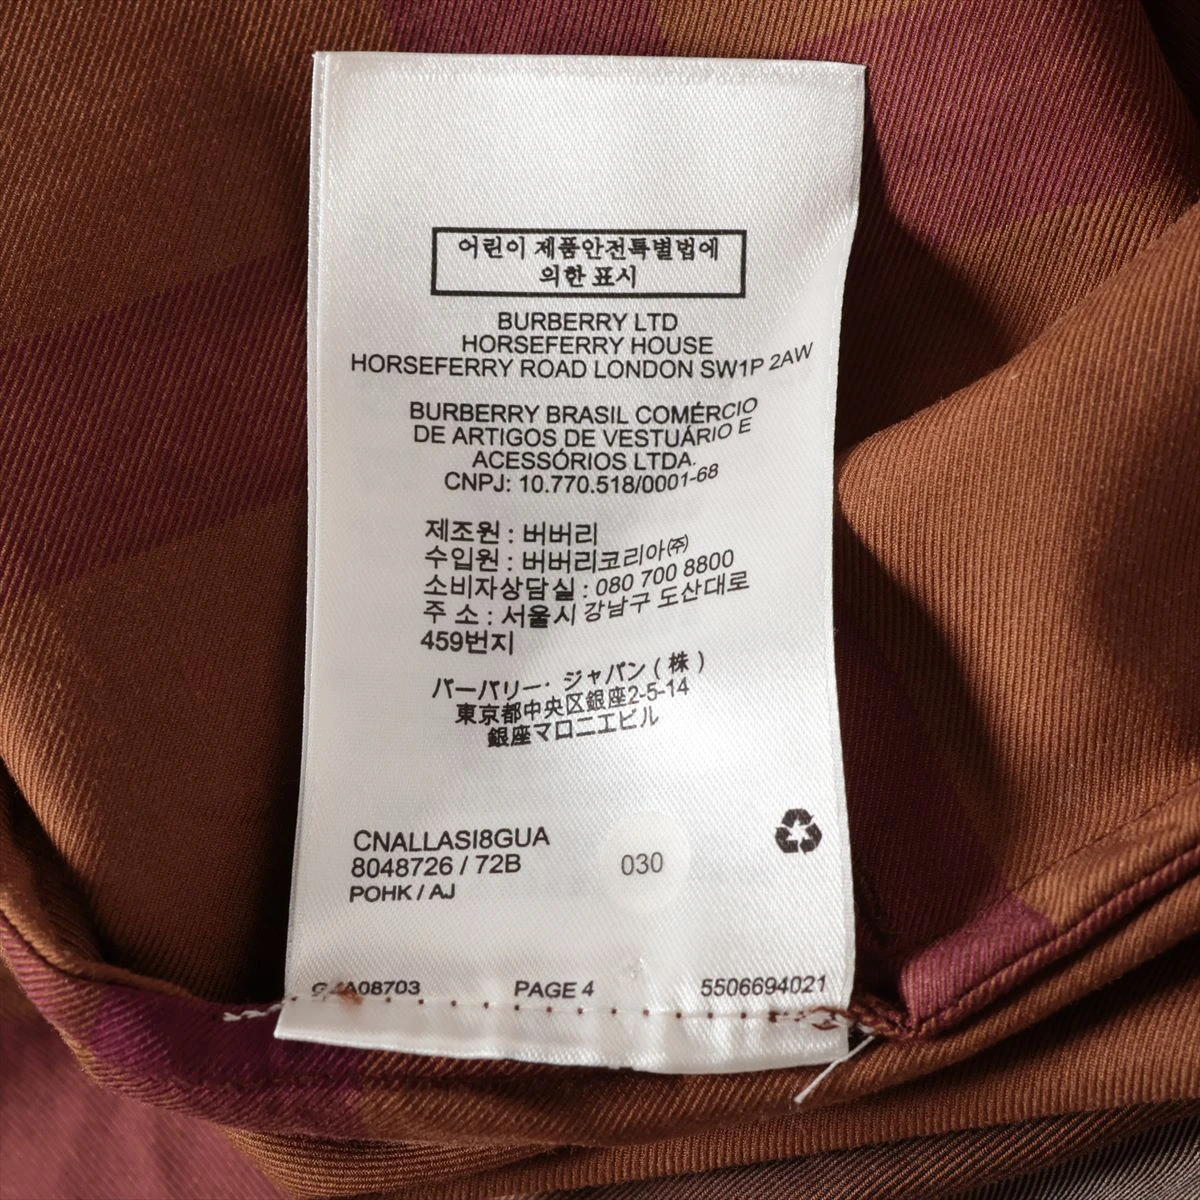 어린이 제품안전특별법에
의한 표시
BURBERRY LTD
HORSEFERRY HOUSE
HORSEFERRY ROAD LONDON SW1P 2AW
BURBERRY BRASIL COMÉRCIO
DE ARTIGOS DE VESTUÁRIO E
ACESSÓRIOS LTDA.
CNPJ: 10.770.518/0001-68
제조원 : 버버리
수입원 : 버버리코리아㈜
소비자상담실 : 080 700 8800
주 소 : 서울시 강남구 도산대로
459번지
バーバリー・ジャパン(株)
東京都中央区銀座2-5-14
銀座マロニエビル
CNALLASI8GUA
8048726 / 72B 030
POHK / AJ
PAGE 4 5506694021